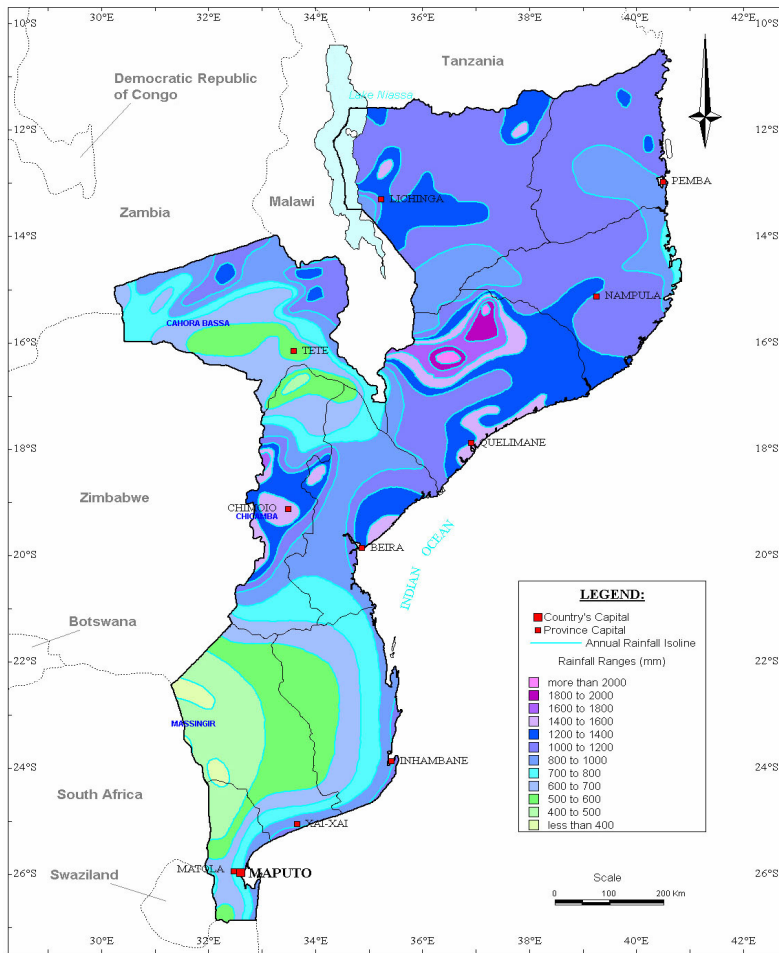 30°E 32°E 34°E 36°E 38°E 40°E 42°E
10°S 10°S
Tanzania
Democratic Republic
of Congo
Lake Niassa
12°S 12°S
PEMBA
LICHINGA
Malawi
Zambia
14°S 14°S
NAMPULA
CAHORA BASSA
16°S 16°S
TETE
18°S 18°S
QUELIMANE
Zimbabwe
CHIMOIO
CHICAMBA
20°S 20°S
BEIRA
INDIAN OCEAN
LEGEND:
Country's Capital
Province Capital
Annual Rainfall Isoline
Rainfall Ranges (mm)
more than 2000
1800 to 2000
1600 to 1800
1400 to 1600
1200 to 1400
1000 to 1200
800 to 1000
700 to 800
600 to 700
500 to 600
400 to 500
less than 400
Botswana
22°S 22°S
MASSINGIR
INHAMBANE
24°S 24°S
South Africa
XAI-XAI
MATOLA
MAPUTO
26°S 26°S
Swaziland
Scale
0 100 200 Km
30°E 32°E 34°E 36°E 38°E 40°E 42°E